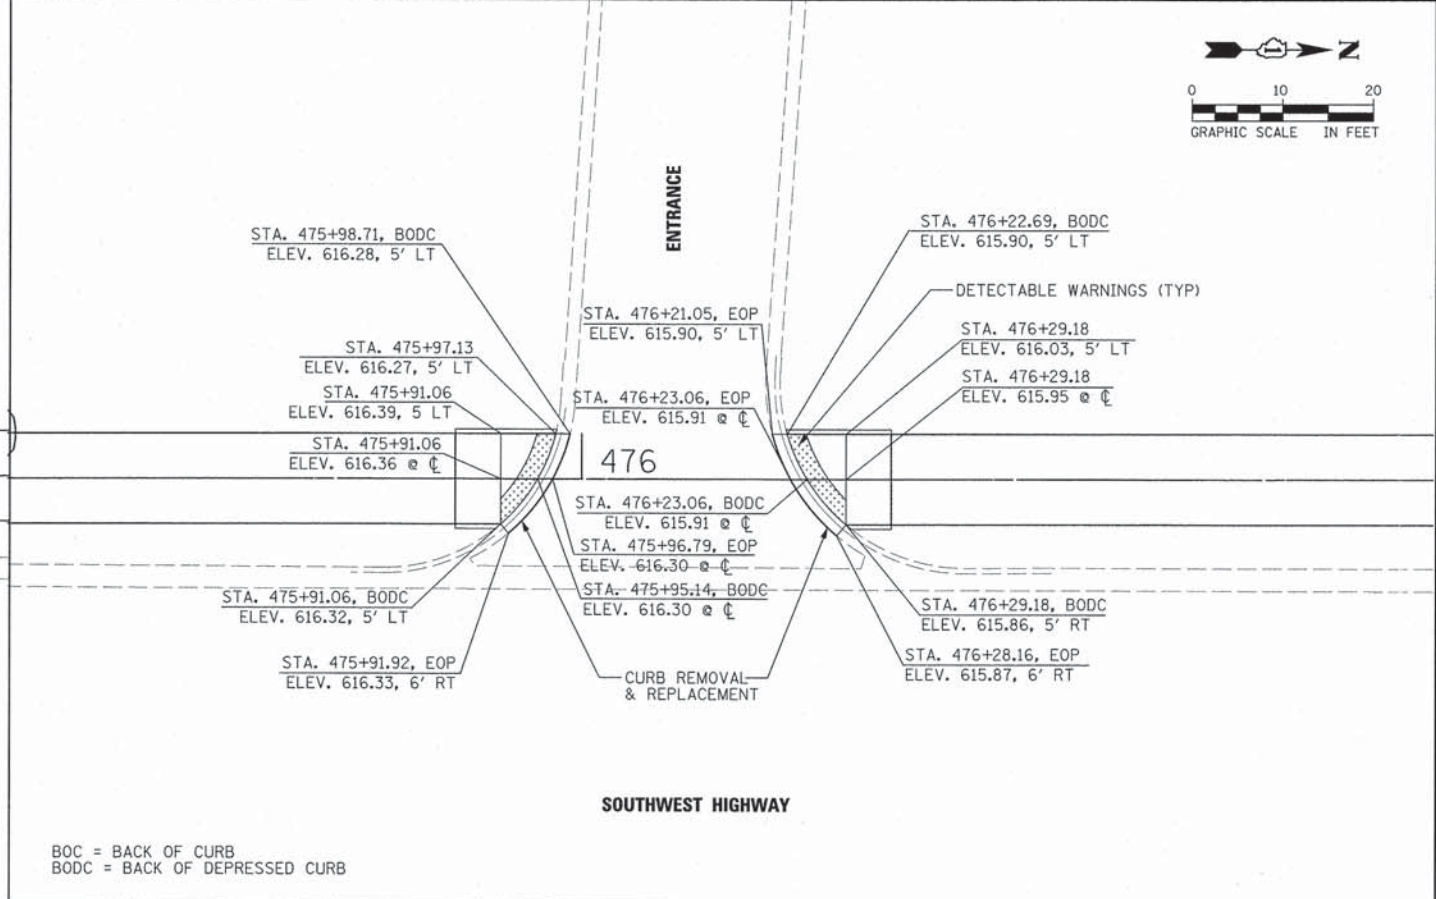 N
0 10 20
GRAPHIC SCALE IN FEET
ENTRANCE
STA. 475+98.71, BODC
ELEV. 616.28, 5' LT
STA. 476+22.69, BODC
ELEV. 615.90, 5' LT
DETECTABLE WARNINGS (TYP)
STA. 476+21.05, EOP
ELEV. 615.90, 5' LT
STA. 475+97.13
ELEV. 616.27, 5' LT
STA. 476+29.18
ELEV. 616.03, 5' LT
STA. 475+91.06
ELEV. 616.39, 5 LT
STA. 476+23.06, EOP
ELEV. 615.91 @ ℄
STA. 476+29.18
ELEV. 615.95 @ ℄
STA. 475+91.06
ELEV. 616.36 @ ℄
476
STA. 476+23.06, BODC
ELEV. 615.91 @ ℄
STA. 475+96.79, EOP
ELEV. 616.30 @ ℄
STA. 475+95.14, BODC
ELEV. 616.30 @ ℄
STA. 475+91.06, BODC
ELEV. 616.32, 5' LT
STA. 476+29.18, BODC
ELEV. 615.86, 5' RT
STA. 475+91.92, EOP
ELEV. 616.33, 6' RT
STA. 476+28.16, EOP
ELEV. 615.87, 6' RT
CURB REMOVAL
& REPLACEMENT
SOUTHWEST HIGHWAY
BOC = BACK OF CURB
BODC = BACK OF DEPRESSED CURB